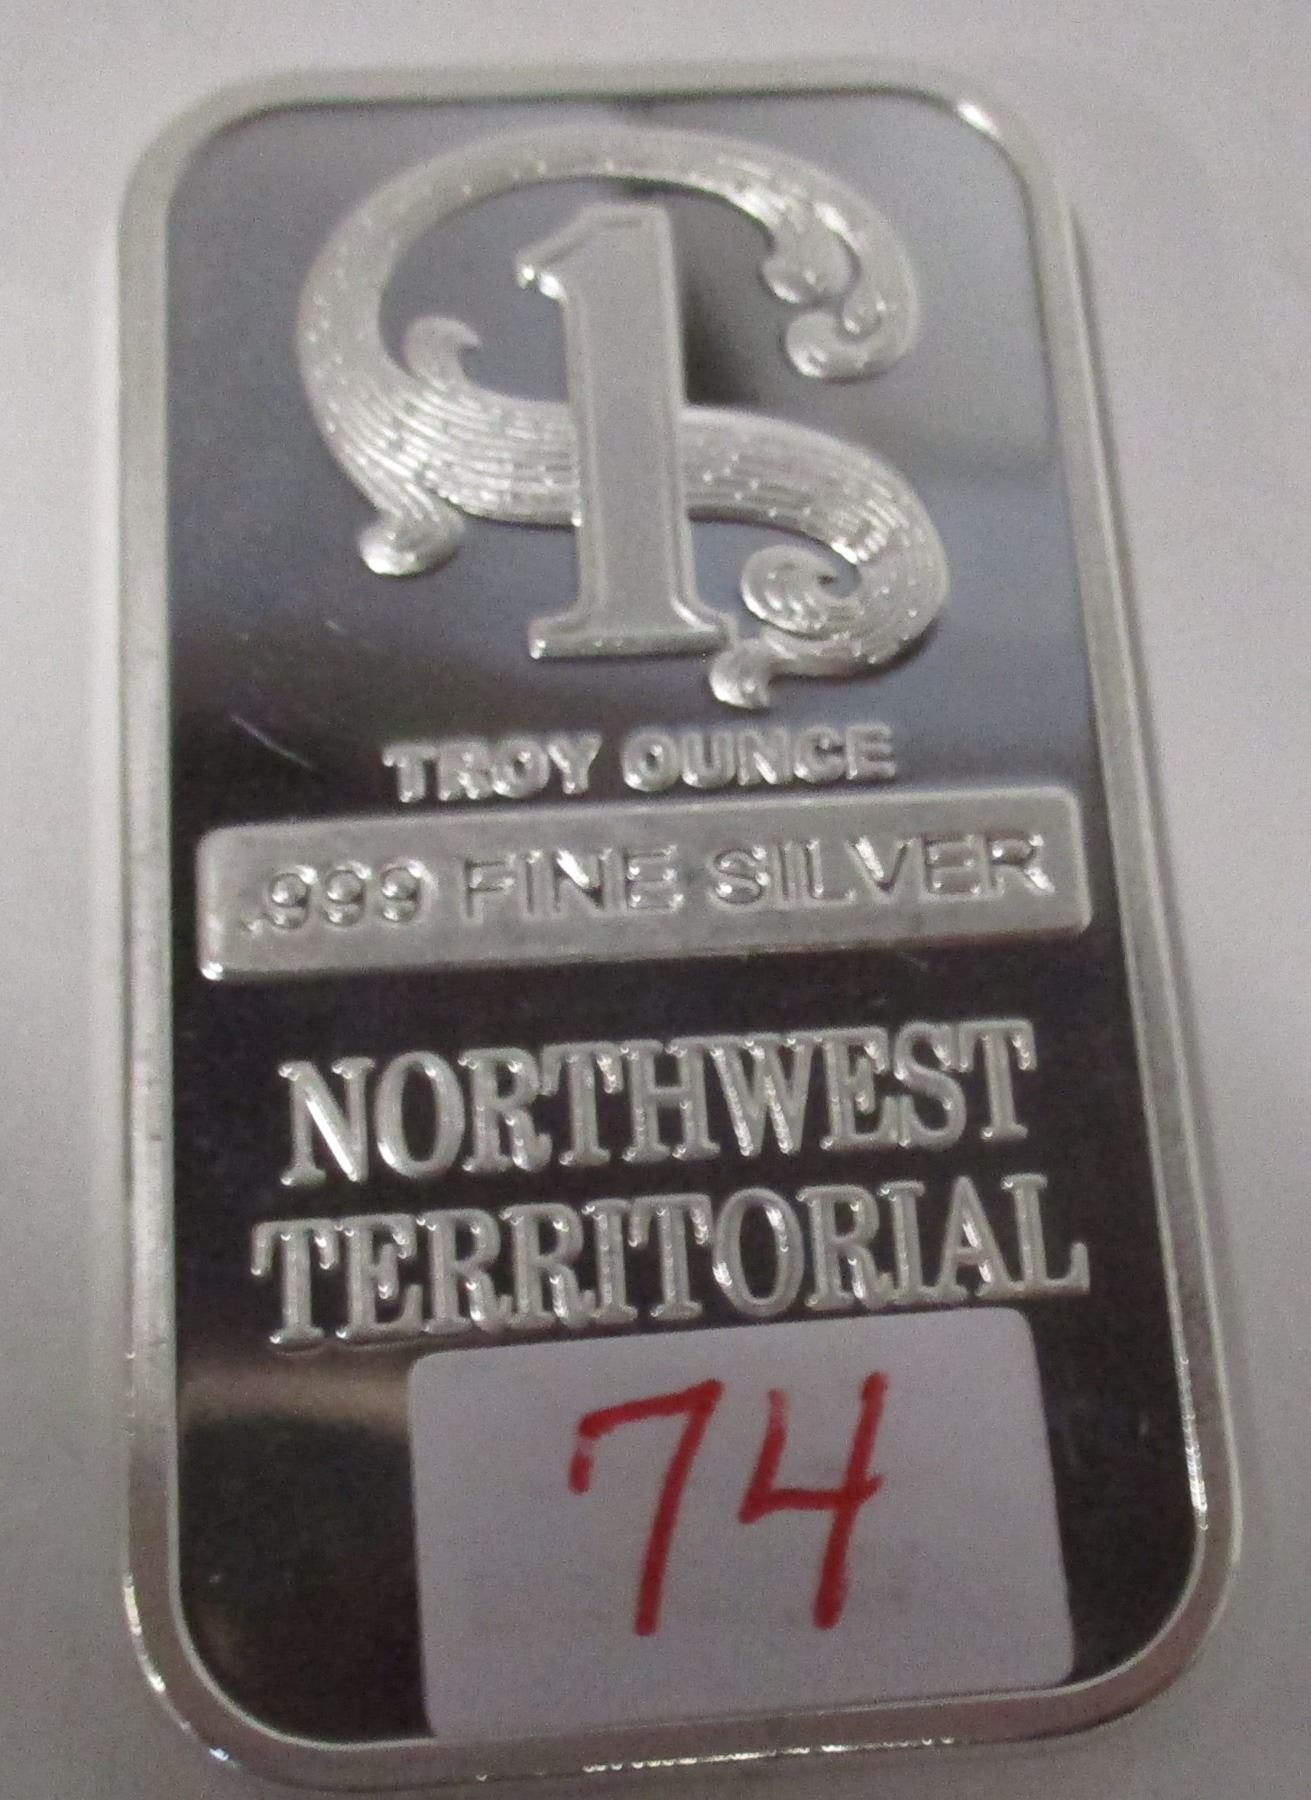 1
TROY OUNCE
.999 FINE SILVER
NORTHWEST
TERRITORIAL
74